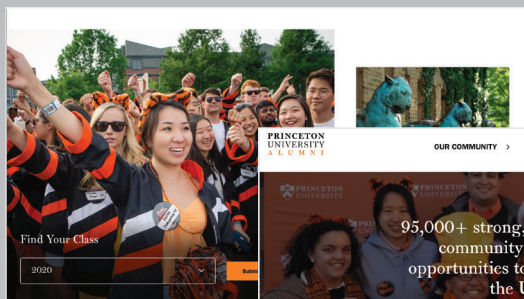 Find Your Class
2020
Submi
PRINCETON
UNIVERSITY
ALUMNI
OUR COMMUNITY >
PRINCETON
UNIVERSITY
PRINCETON
UNIVERSITY
95,000+ strong,
community
opportunities to
the U